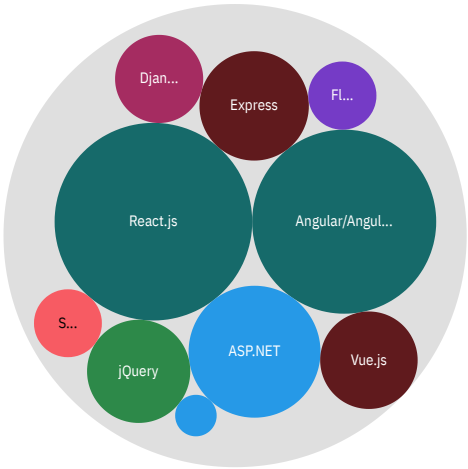 Djan...
Express
Fl...
React.js
Angular/Angul...
S...
ASP.NET
Vue.js
jQuery